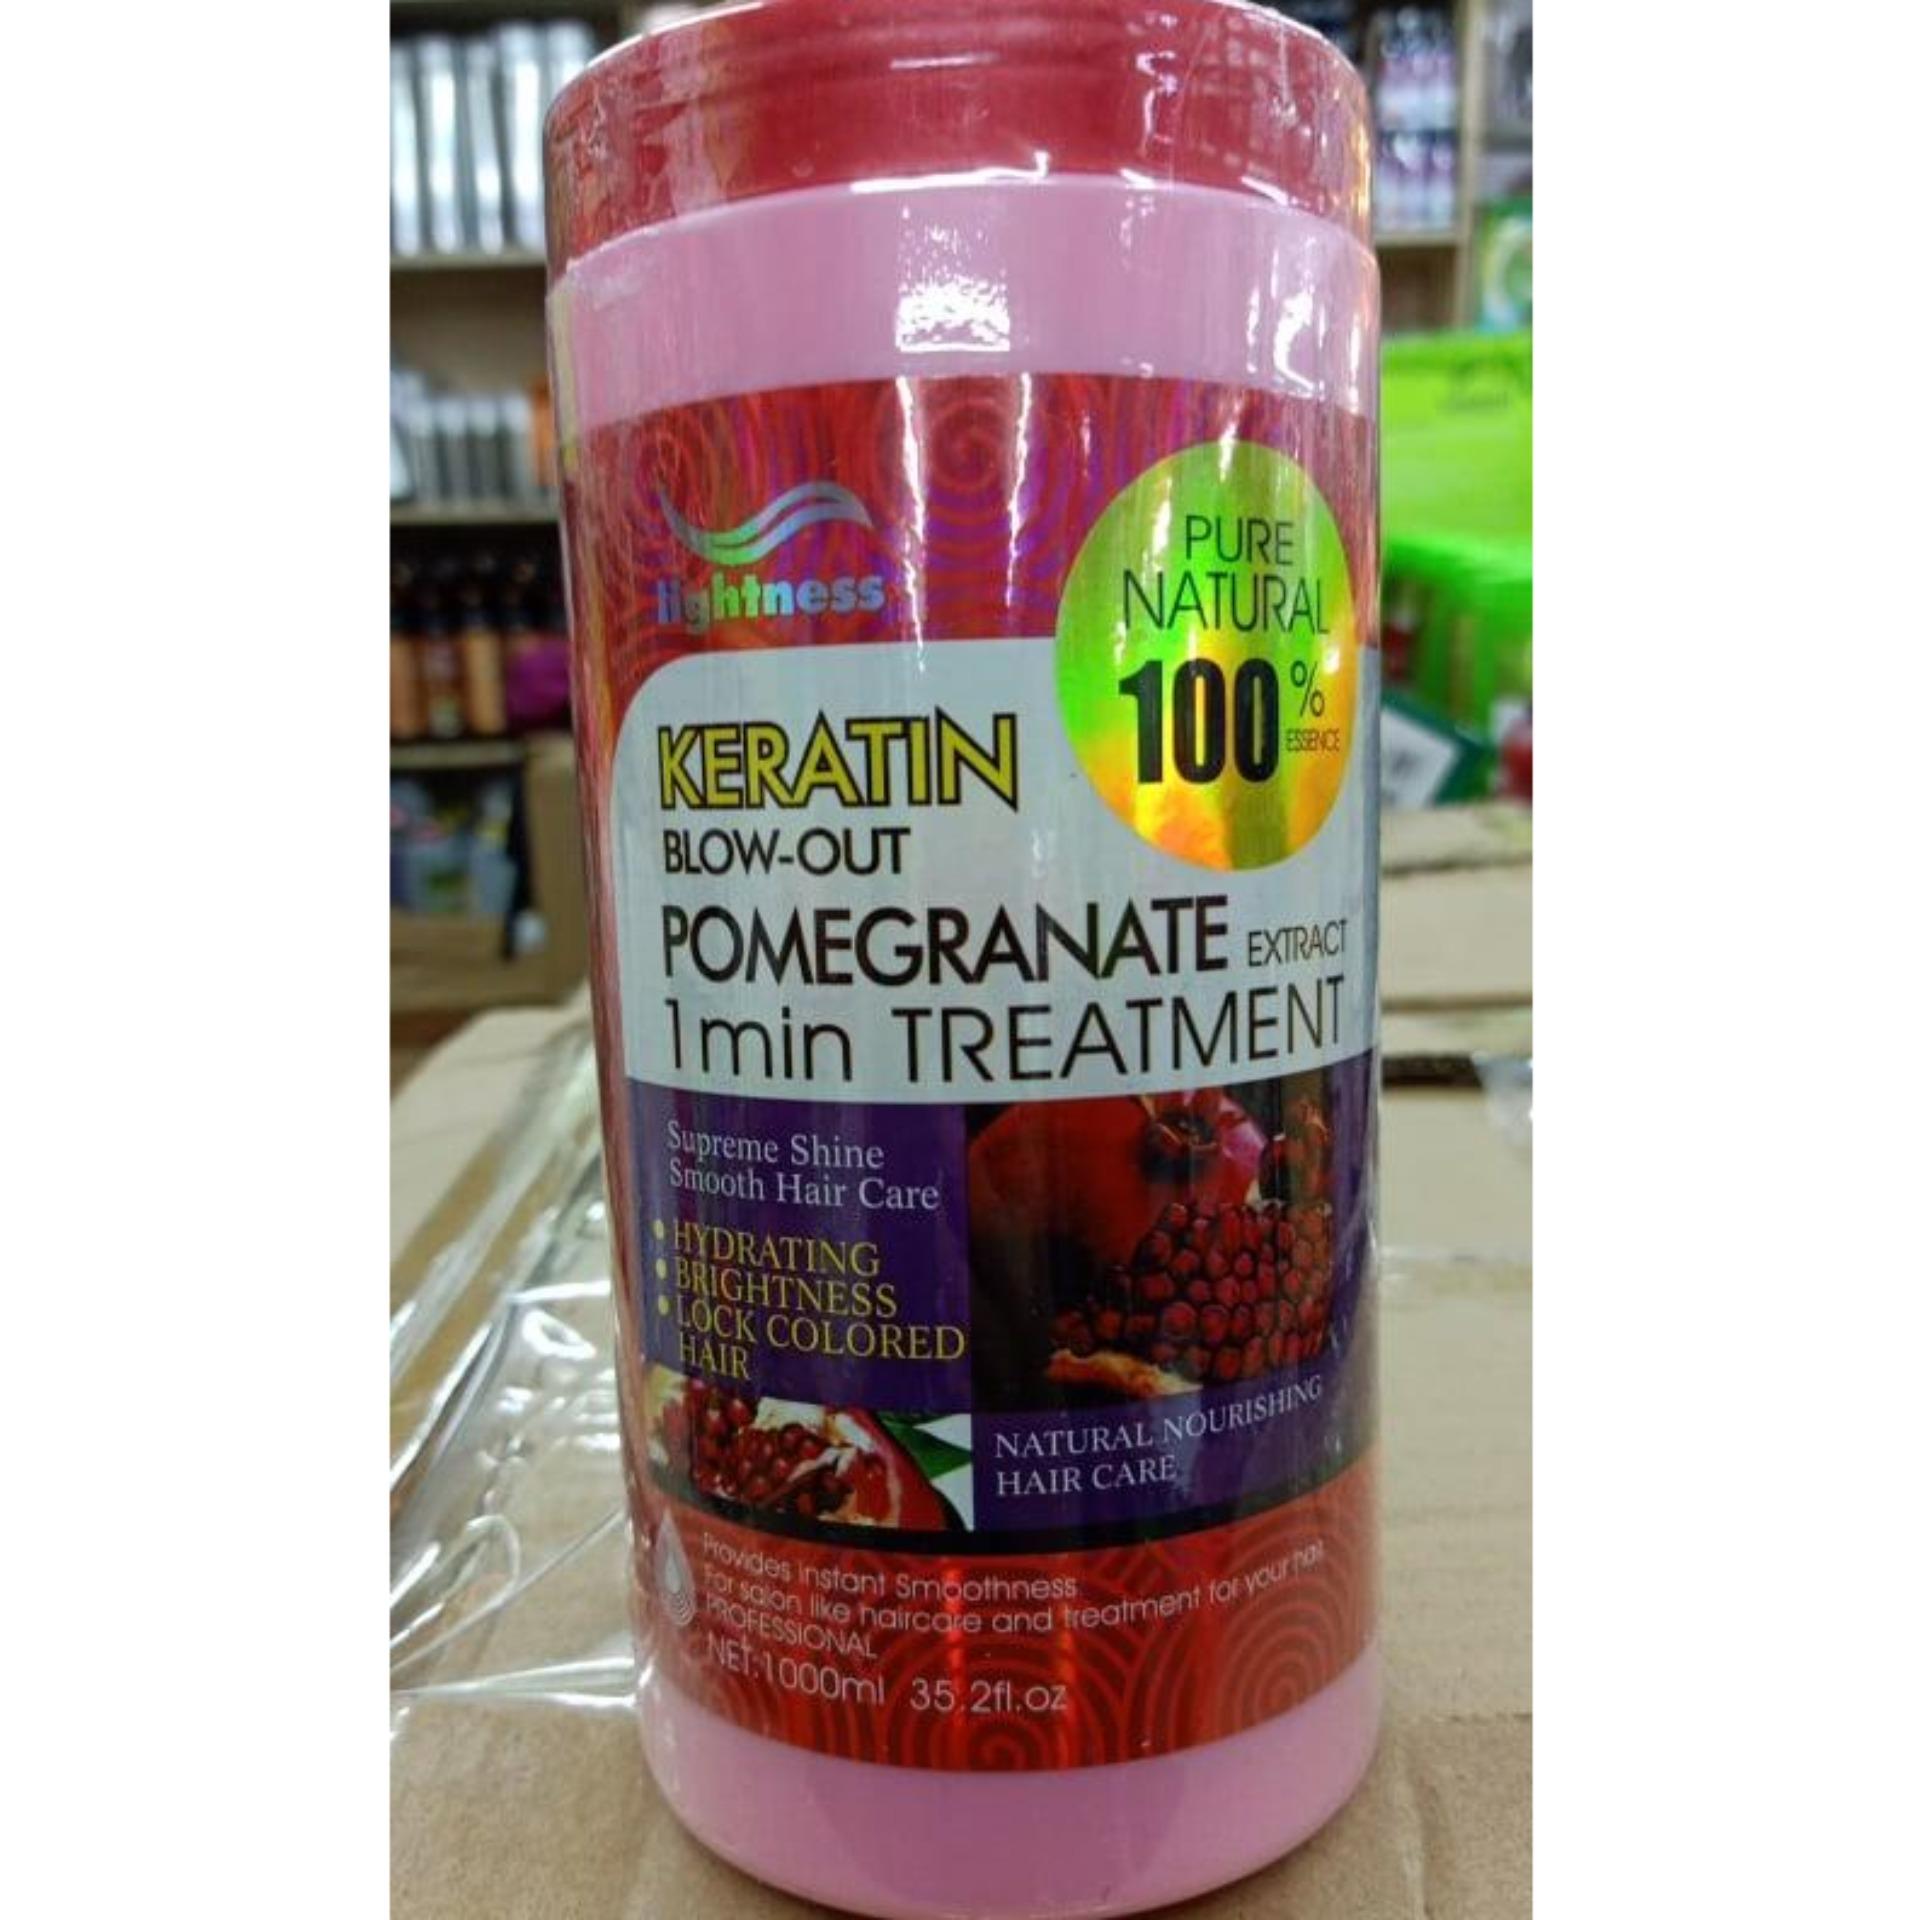 lightness
PURE
NATURAL
100%
ESSENCE
KERATIN
BLOW-OUT
POMEGRANATE EXTRACT
1min TREATMENT
Supreme Shine
Smooth Hair Care
• HYDRATING
• BRIGHTNESS
• LOCK COLORED
HAIR
NATURAL NOURISHING
HAIR CARE
Provides instant Smoothness
For salon like haircare and treatment for your hair
PROFESSIONAL
NET:1000ml 35.2fl.oz